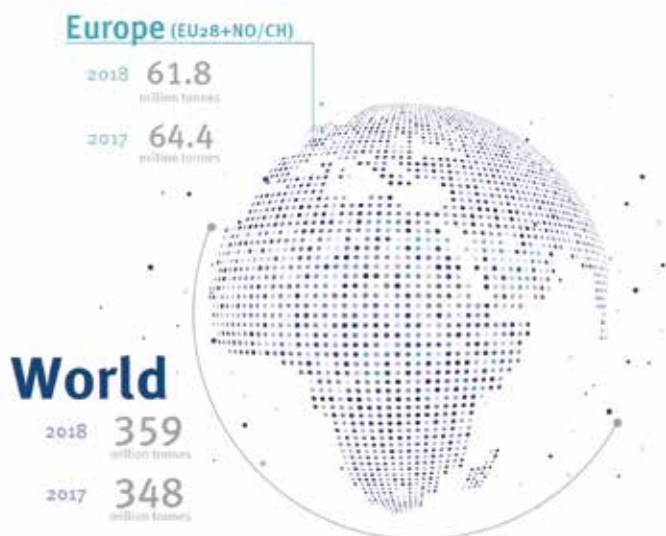 Europe (EU28+NO/CH)
2018 61.8
million tonnes
2017 64.4
million tonnes
World
2018 359
million tonnes
2017 348
million tonnes